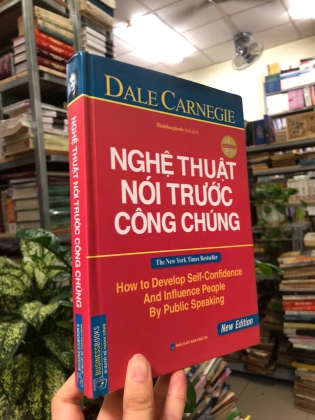 DALE CARNEGIE
NGHỆ THUẬT
NÓI TRƯỚC
CÔNG CHÚNG
The New York Times Bestseller
How to Develop Self-Confidence
And Influence People
By Public Speaking
New Edition
NGHỆ THUẬT NÓI TRƯỚC CÔNG CHÚNG
BUSINESSBOOKS